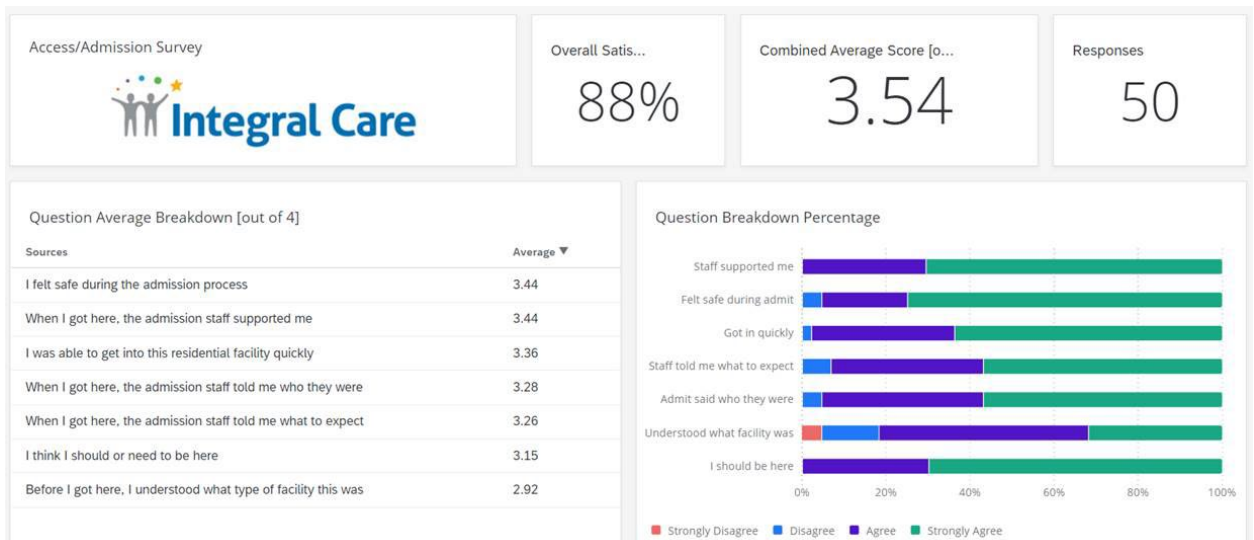 Access/Admission Survey
Integral Care
Overall Satis...
88%
Combined Average Score [o...
3.54
Responses
50
Question Average Breakdown [out of 4]
Sources Average ▼
I felt safe during the admission process 3.44
When I got here, the admission staff supported me 3.44
I was able to get into this residential facility quickly 3.36
When I got here, the admission staff told me who they were 3.28
When I got here, the admission staff told me what to expect 3.26
I think I should or need to be here 3.15
Before I got here, I understood what type of facility this was 2.92
Question Breakdown Percentage
Staff supported me
Felt safe during admit
Got in quickly
Staff told me what to expect
Admit said who they were
Understood what facility was
I should be here
0% 20% 40% 60% 80% 100%
Strongly Disagree Disagree Agree Strongly Agree